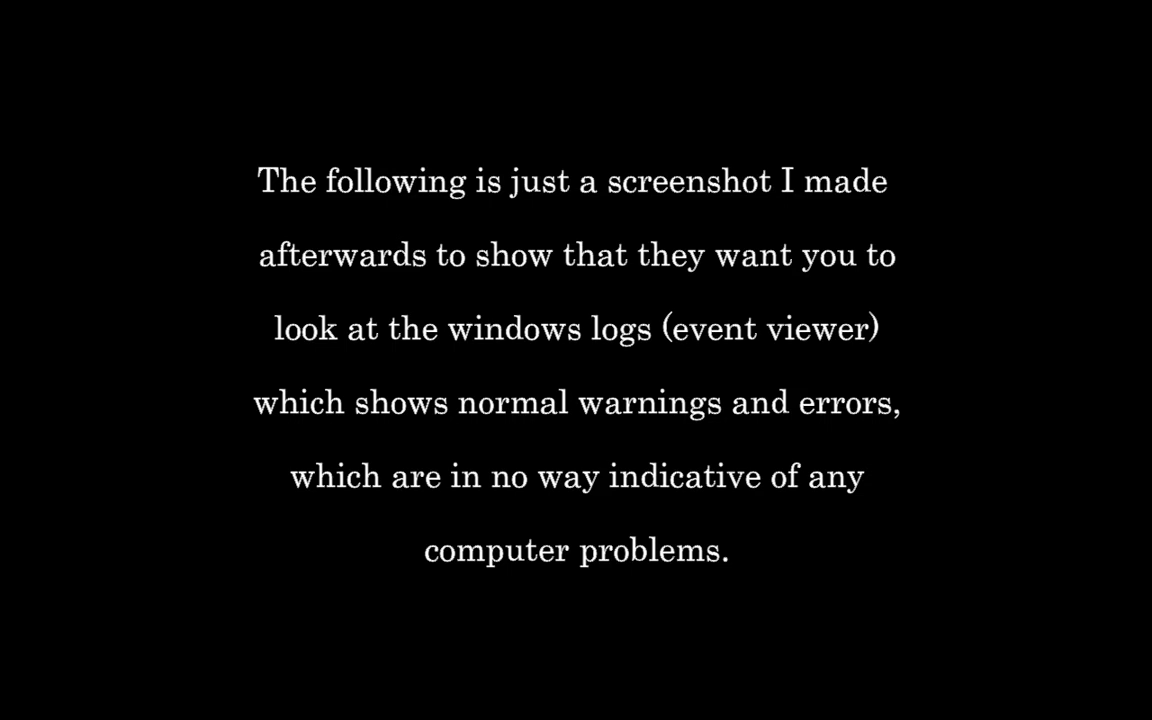 The following is just a screenshot I made
afterwards to show that they want you to
look at the windows logs (event viewer)
which shows normal warnings and errors,
which are in no way indicative of any
computer problems.